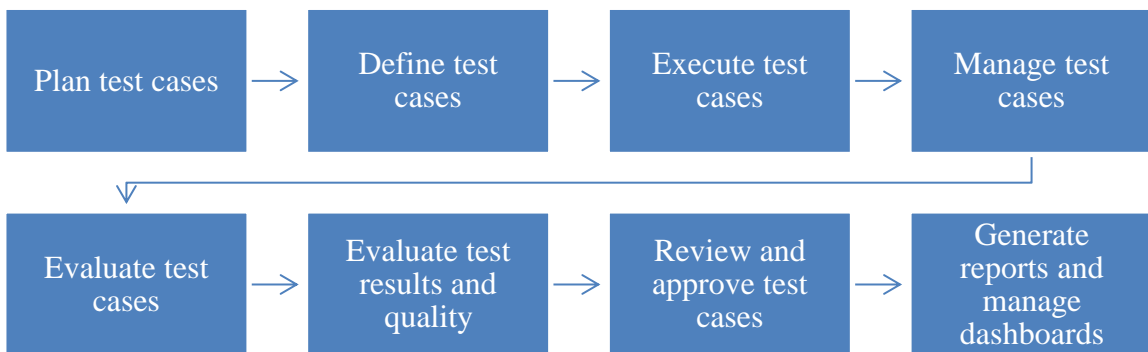 Plan test cases
Define test
cases
Execute test
cases
Manage test
cases
Evaluate test
cases
Evaluate test
results and
quality
Review and
approve test
cases
Generate
reports and
manage
dashboards